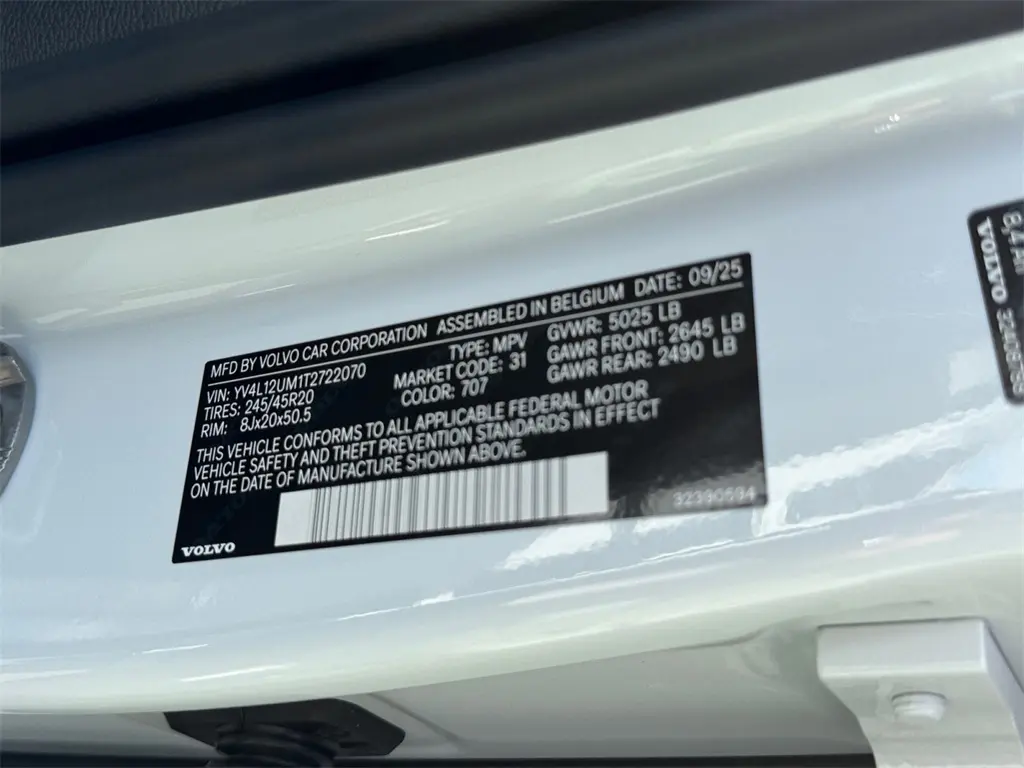 MFD BY VOLVO CAR CORPORATION ASSEMBLED IN BELGIUM DATE: 09/25
VIN: YV4L12UM1T2722070 TYPE: MPV GVWR: 5025 LB
TIRES: 245/45R20 MARKET CODE: 31 GAWR FRONT: 2645 LB
RIM: 8Jx20x50.5 COLOR: 707 GAWR REAR: 2490 LB
THIS VEHICLE CONFORMS TO ALL APPLICABLE FEDERAL MOTOR
VEHICLE SAFETY AND THEFT PREVENTION STANDARDS IN EFFECT
ON THE DATE OF MANUFACTURE SHOWN ABOVE.
VOLVO
VOLVO